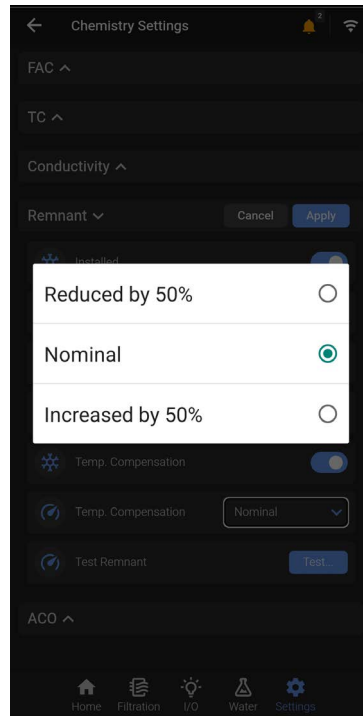 Chemistry Settings
2
FAC
TC
Conductivity
Remnant
Cancel
Apply
Installed
Reduced by 50%
Nominal
Increased by 50%
Temp. Compensation
Temp. Compensation
Nominal
Test Remnant
Test...
ACO
Home
Filtration
I/O
Water
Settings